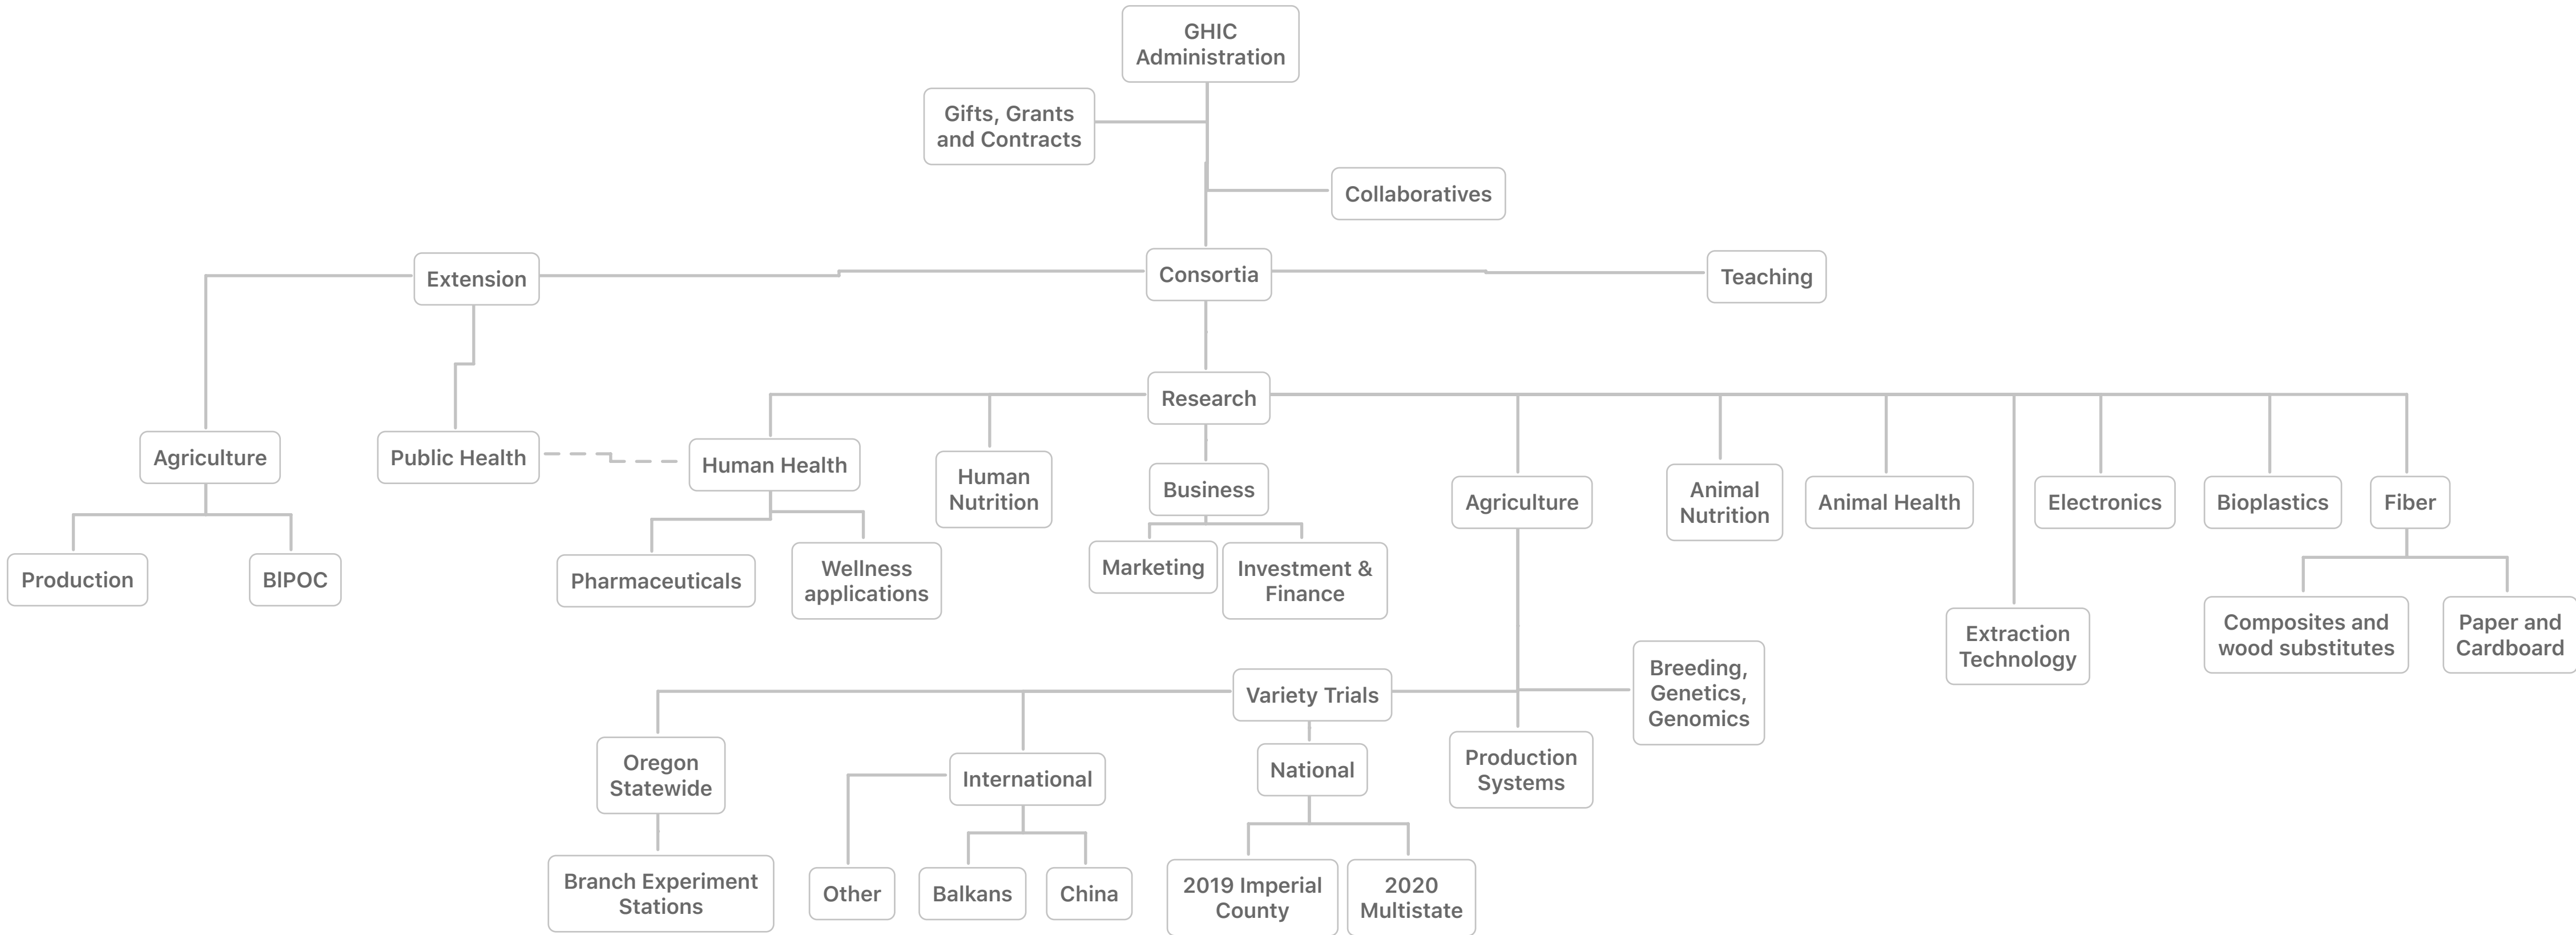 GHIC
Administration
Gifts, Grants
and Contracts
Collaboratives
Extension
Consortia
Teaching
Research
Agriculture
Public Health
Human Health
Human
Nutrition
Business
Agriculture
Animal
Nutrition
Animal Health
Electronics
Bioplastics
Fiber
Production
BIPOC
Pharmaceuticals
Wellness
applications
Marketing
Investment &
Finance
Extraction
Technology
Composites and
wood substitutes
Paper and
Cardboard
Variety Trials
Breeding,
Genetics,
Genomics
Oregon
Statewide
International
National
Production
Systems
Branch Experiment
Stations
Other
Balkans
China
2019 Imperial
County
2020
Multistate